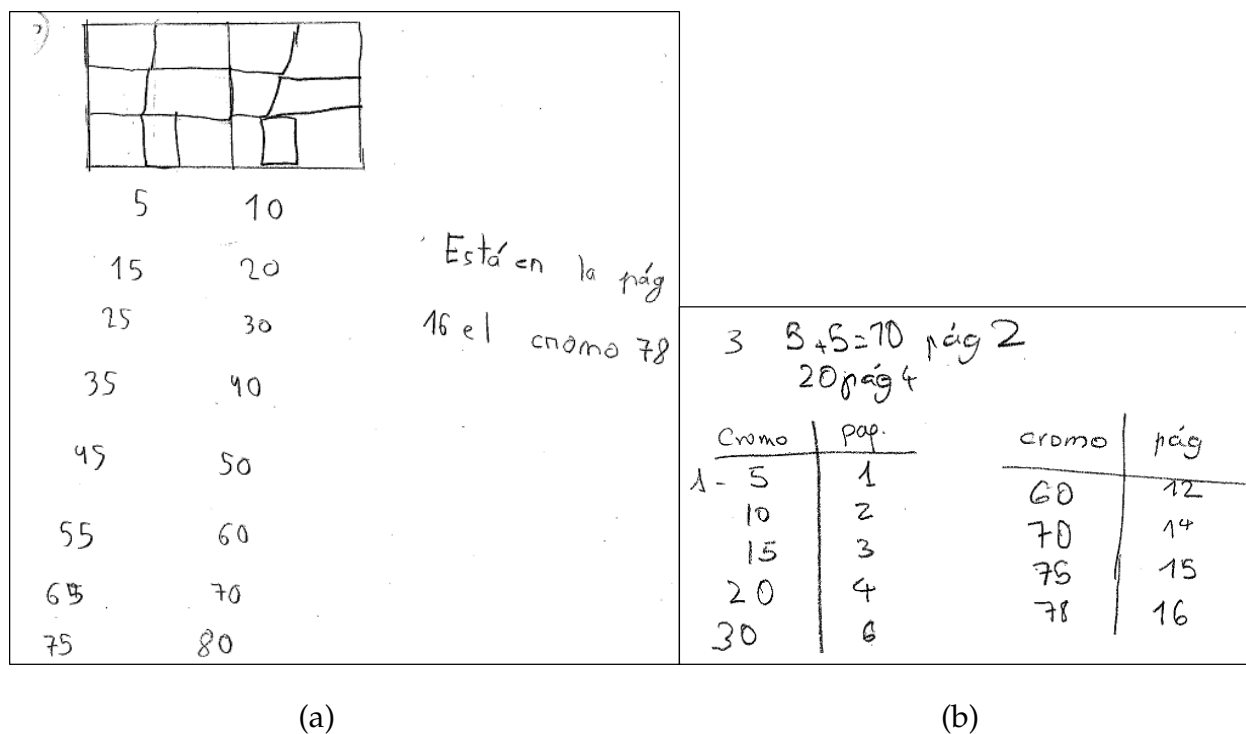 5 10
15 20
25 30
35 40
45 50
55 60
65 70
75 80
Está en la pág
16 el cromo 78
(a)
3 5+5=10 pág 2
20 pág 4
Cromo pag.
1 - 5 1
10 2
15 3
20 4
30 6
cromo pág
60 12
70 14
75 15
78 16
(b)